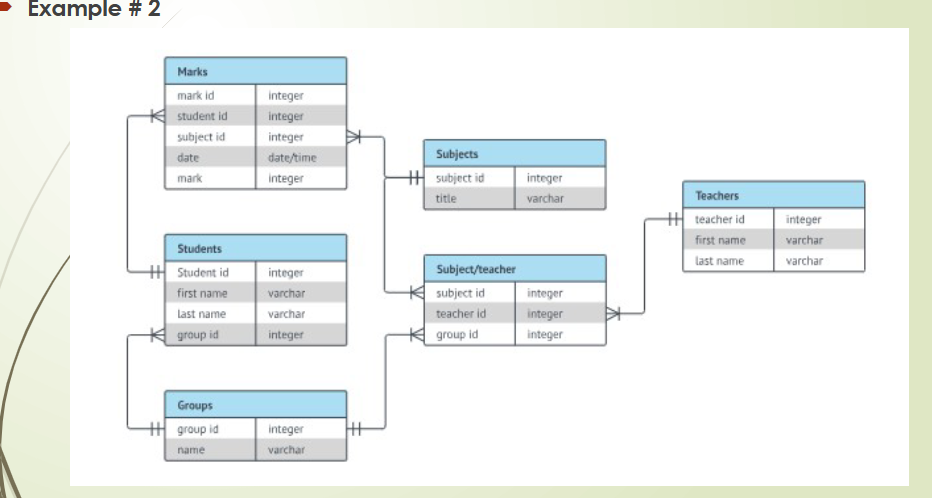 Example # 2
Marks
mark id integer
student id integer
subject id integer
date date/time
mark integer
Subjects
subject id integer
title varchar
Teachers
teacher id integer
first name varchar
last name varchar
Students
Student id integer
first name varchar
last name varchar
group id integer
Subject/teacher
subject id integer
teacher id integer
group id integer
Groups
group id integer
name varchar